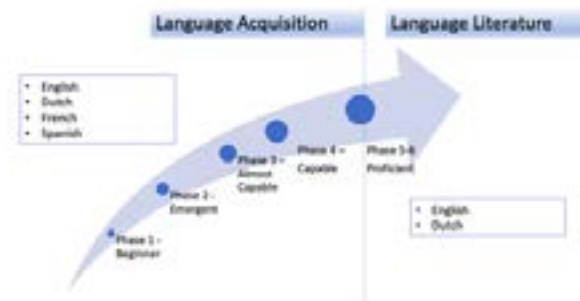 Language Acquisition
Language Literature
• English
• Dutch
• French
• Spanish
Phase 1 -
Beginner
Phase 2 -
Emergent
Phase 3 –
Almost
Capable
Phase 4 –
Capable
Phase 5-6
Proficient
• English
• Dutch